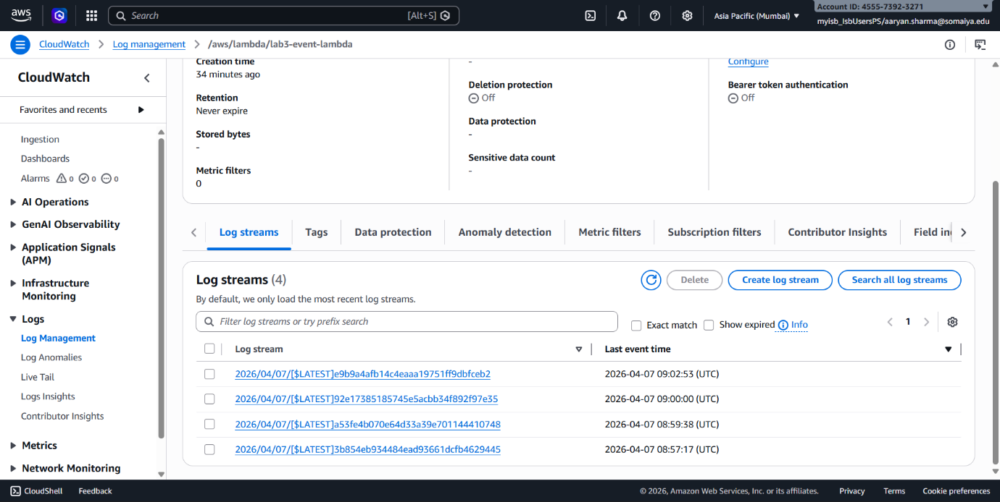 aws
Search
[Alt+S]
Asia Pacific (Mumbai)
Account ID: 4555-7392-3271
myisb_IsbUsersPS/aaryan.sharma@somaiya.edu
CloudWatch
Log management
/aws/lambda/lab3-event-lambda
CloudWatch
Favorites and recents
Ingestion
Dashboards
Alarms 0 0 0
AI Operations
GenAI Observability
Application Signals
(APM)
Infrastructure
Monitoring
Logs
Log Management
Log Anomalies
Live Tail
Logs Insights
Contributor Insights
Metrics
Network Monitoring
Creation time
34 minutes ago
Retention
Never expire
Stored bytes
-
Metric filters
0
-
Deletion protection
Off
Data protection
-
Sensitive data count
-
Configure
Bearer token authentication
Off
Log streams
Tags
Data protection
Anomaly detection
Metric filters
Subscription filters
Contributor Insights
Field in
Log streams (4)
Delete
Create log stream
Search all log streams
By default, we only load the most recent log streams.
Filter log streams or try prefix search
Exact match
Show expired
Info
1
Log stream
Last event time
2026/04/07/[$LATEST]e9b9a4afb14c4eaaa19751ff9dbfceb2 2026-04-07 09:02:53 (UTC)
2026/04/07/[$LATEST]92e17385185745e5acbb34f892f97e35 2026-04-07 09:00:00 (UTC)
2026/04/07/[$LATEST]a53fe4b070e64d33a39e701144410748 2026-04-07 08:59:38 (UTC)
2026/04/07/[$LATEST]3b854eb934484ead93661dcfb4629445 2026-04-07 08:57:17 (UTC)
CloudShell
Feedback
© 2026, Amazon Web Services, Inc. or its affiliates.
Privacy
Terms
Cookie preferences